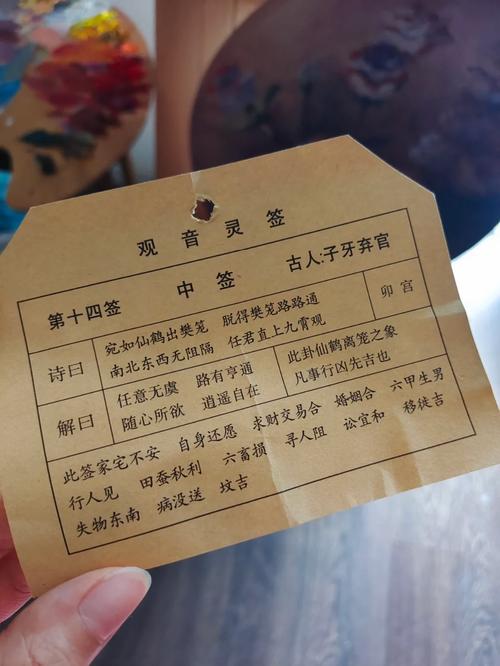 观音灵签
第十四签 中签 古人:子牙弃官
诗曰
宛如仙鹤出樊笼 脱得樊笼路路通
南北东西无阻隔 任君直上九霄观
卯宫
解曰
任意无虞 路有亨通
随心所欲 逍遥自在
此卦仙鹤离笼之象
凡事行凶先吉也
此签家宅不安 自身还愿 求财交易合 婚姻合 六甲生男
行人见 田蚕秋利 六畜损 寻人阻 讼宜和 移徒吉
失物东南 病没送 坟吉